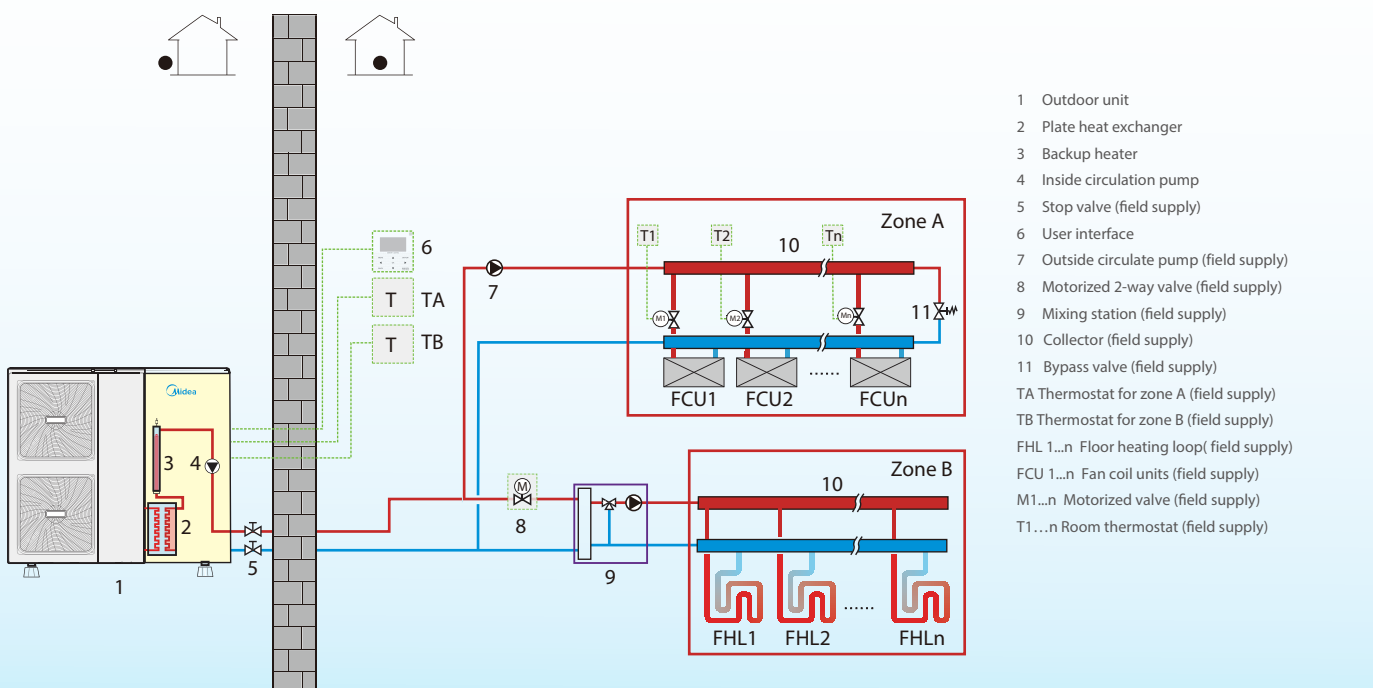 Zone A
T1
T2
Tn
10
6
7
M1
M2
Mn
11
T
TA
T
TB
FCU1
FCU2
......
FCUn
Midea
3
4
2
5
1
M
8
9
Zone B
10
......
FHL1
FHL2
FHLn
1 Outdoor unit
2 Plate heat exchanger
3 Backup heater
4 Inside circulation pump
5 Stop valve (field supply)
6 User interface
7 Outside circulate pump (field supply)
8 Motorized 2-way valve (field supply)
9 Mixing station (field supply)
10 Collector (field supply)
11 Bypass valve (field supply)
TA Thermostat for zone A (field supply)
TB Thermostat for zone B (field supply)
FHL 1...n Floor heating loop( field supply)
FCU 1...n Fan coil units (field supply)
M1...n Motorized valve (field supply)
T1...n Room thermostat (field supply)